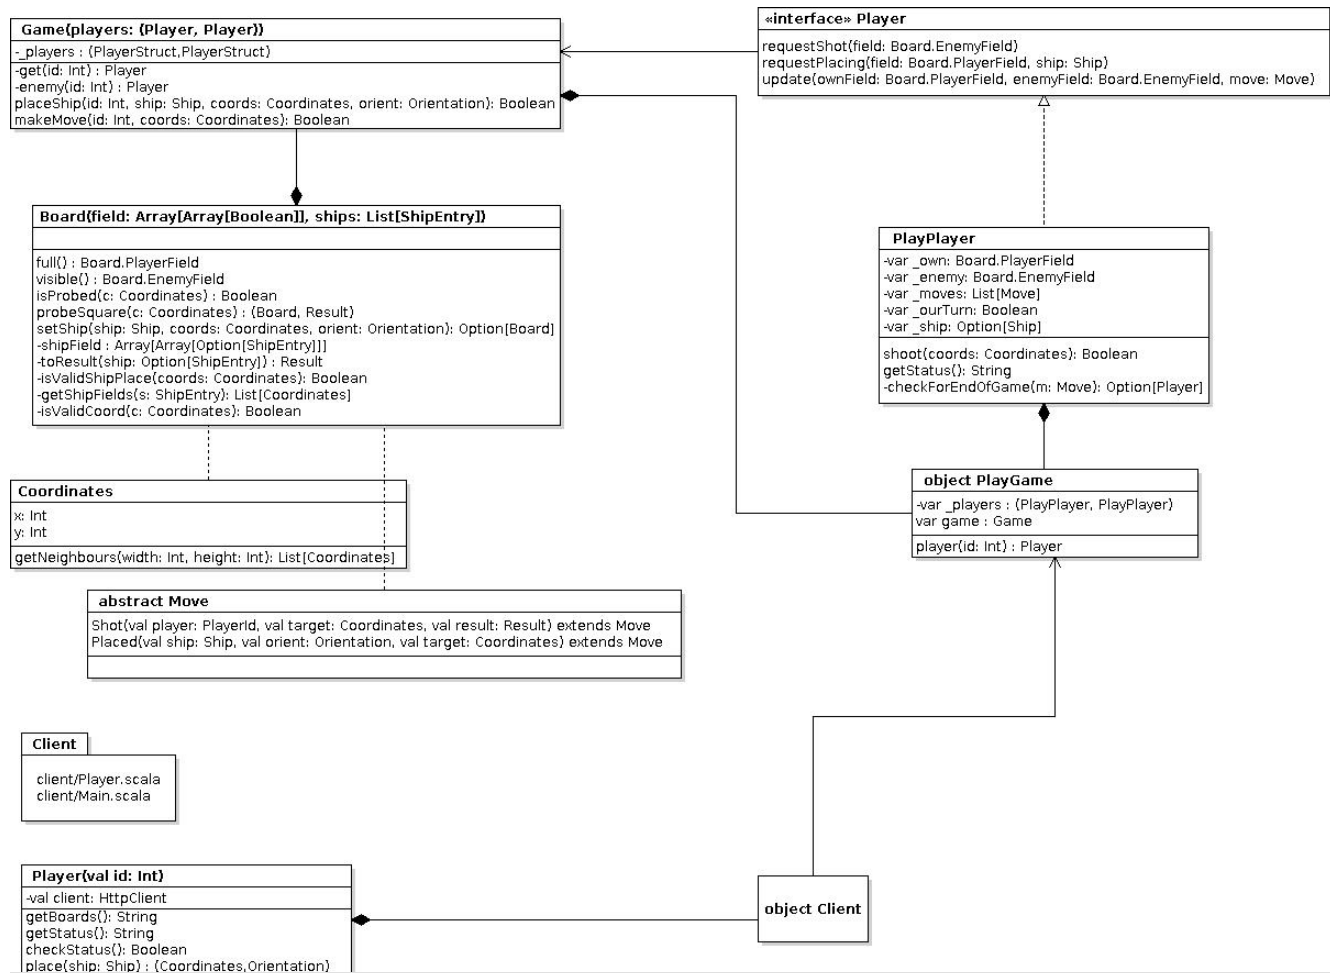 Game(players: (Player, Player))
-_players : (PlayerStruct,PlayerStruct)
-get(id: Int) : Player
-enemy(id: Int) : Player
placeShip(id: Int, ship: Ship, coords: Coordinates, orient: Orientation): Boolean
makeMove(id: Int, coords: Coordinates): Boolean
«interface» Player
requestShot(field: Board.EnemyField)
requestPlacing(field: Board.PlayerField, ship: Ship)
update(ownField: Board.PlayerField, enemyField: Board.EnemyField, move: Move)
Board(field: Array[Array[Boolean]], ships: List[ShipEntry])
full() : Board.PlayerField
visible() : Board.EnemyField
isProbed(c: Coordinates) : Boolean
probeSquare(c: Coordinates) : (Board, Result)
setShip(ship: Ship, coords: Coordinates, orient: Orientation): Option[Board]
-shipField : Array[Array[Option[ShipEntry]]]
-toResult(ship: Option[ShipEntry]) : Result
-isValidShipPlace(coords: Coordinates): Boolean
-getShipFields(s: ShipEntry): List[Coordinates]
-isValidCoord(c: Coordinates): Boolean
PlayPlayer
-var _own: Board.PlayerField
-var _enemy: Board.EnemyField
-var _moves: List[Move]
-var _ourTurn: Boolean
-var _ship: Option[Ship]
shoot(coords: Coordinates): Boolean
getStatus(): String
-checkForEndOfGame(m: Move): Option[Player]
Coordinates
x: Int
y: Int
getNeighbours(width: Int, height: Int): List[Coordinates]
object PlayGame
-var _players : (PlayPlayer, PlayPlayer)
var game : Game
player(id: Int) : Player
abstract Move
Shot(val player: PlayerId, val target: Coordinates, val result: Result) extends Move
Placed(val ship: Ship, val orient: Orientation, val target: Coordinates) extends Move
Client
client/Player.scala
client/Main.scala
Player(val id: Int)
-val client: HttpClient
getBoards(): String
getStatus(): String
checkStatus(): Boolean
place(ship: Ship) : (Coordinates,Orientation)
object Client